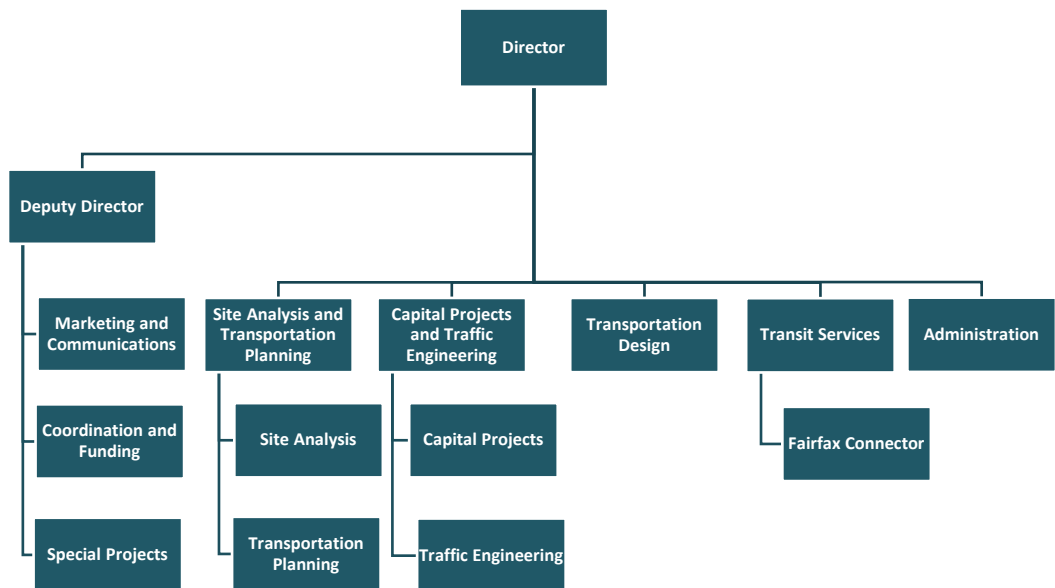 Director
Deputy Director
Marketing and
Communications
Site Analysis and
Transportation
Planning
Capital Projects
and Traffic
Engineering
Transportation
Design
Transit Services
Administration
Coordination and
Funding
Site Analysis
Capital Projects
Fairfax Connector
Special Projects
Transportation
Planning
Traffic Engineering